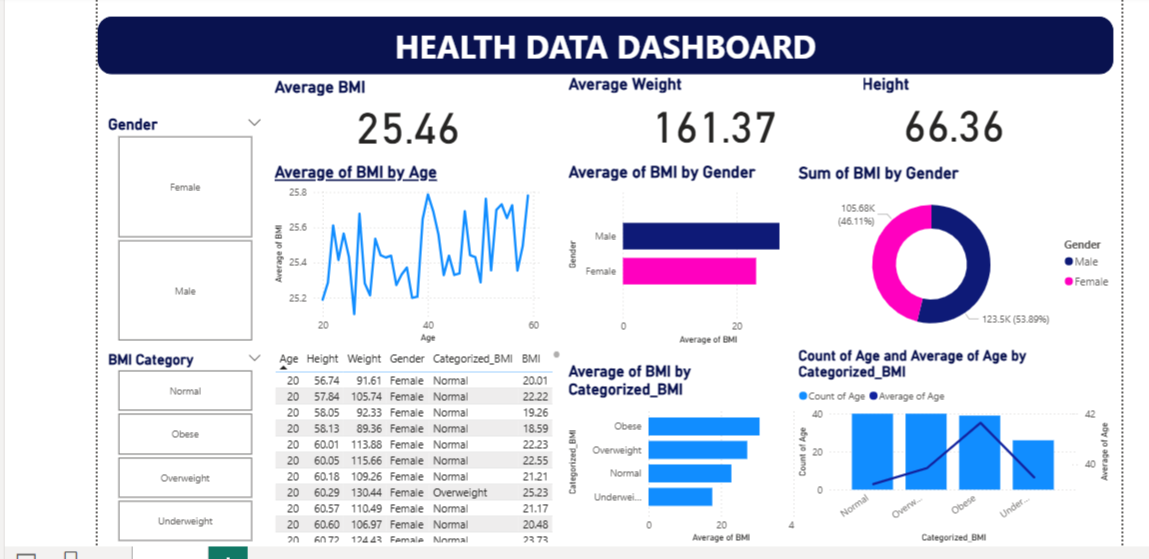 HEALTH DATA DASHBOARD
Average BMI
25.46
Average Weight
161.37
Height
66.36
Gender
Female
Male
BMI Category
Normal
Obese
Overweight
Underweight
Average of BMI by Age
Average of BMI
25.8
25.6
25.4
25.2
20 40 60
Age
Average of BMI by Gender
Gender
Male
Female
0 20
Average of BMI
Sum of BMI by Gender
105.68K
(46.11%)
123.5K (53.89%)
Gender
Male
Female
Age Height Weight Gender Categorized_BMI BMI
20 56.74 91.61 Female Normal 20.01
20 57.84 105.74 Female Normal 22.22
20 58.05 92.33 Female Normal 19.26
20 58.13 89.36 Female Normal 18.59
20 60.01 113.88 Female Normal 22.23
20 60.05 115.66 Female Normal 22.55
20 60.18 109.26 Female Normal 21.21
20 60.29 130.44 Female Overweight 25.23
20 60.57 110.49 Female Normal 21.17
20 60.60 106.97 Female Normal 20.48
20 60.72 124.43 Female Normal 23.73
Average of BMI by
Categorized_BMI
Categorized_BMI
Obese
Overweight
Normal
Underwei...
0 20 4
Average of BMI
Count of Age and Average of Age by
Categorized_BMI
Count of Age Average of Age
Count of Age
40
20
0
42
40
Average of Age
Normal
Overw...
Obese
Under...
Categorized_BMI